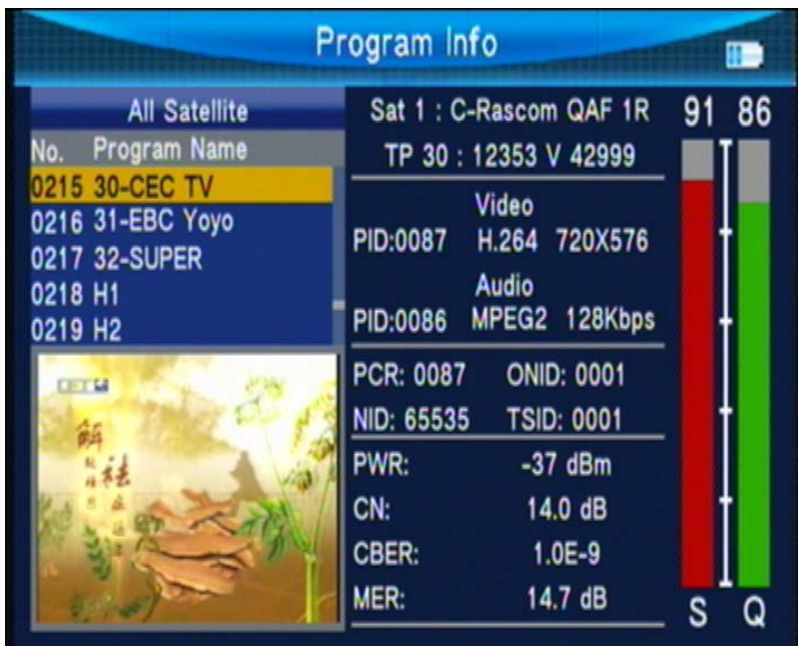 Program Info
All Satellite
No. Program Name
0215 30-CEC TV
0216 31-EBC Yoyo
0217 32-SUPER
0218 H1
0219 H2
解
祛
Sat 1 : C-Rascom QAF 1R
TP 30 : 12353 V 42999
Video
PID:0087 H.264 720X576
Audio
PID:0086 MPEG2 128Kbps
PCR: 0087 ONID: 0001
NID: 65535 TSID: 0001
PWR: -37 dBm
CN: 14.0 dB
CBER: 1.0E-9
MER: 14.7 dB
91 86
S Q